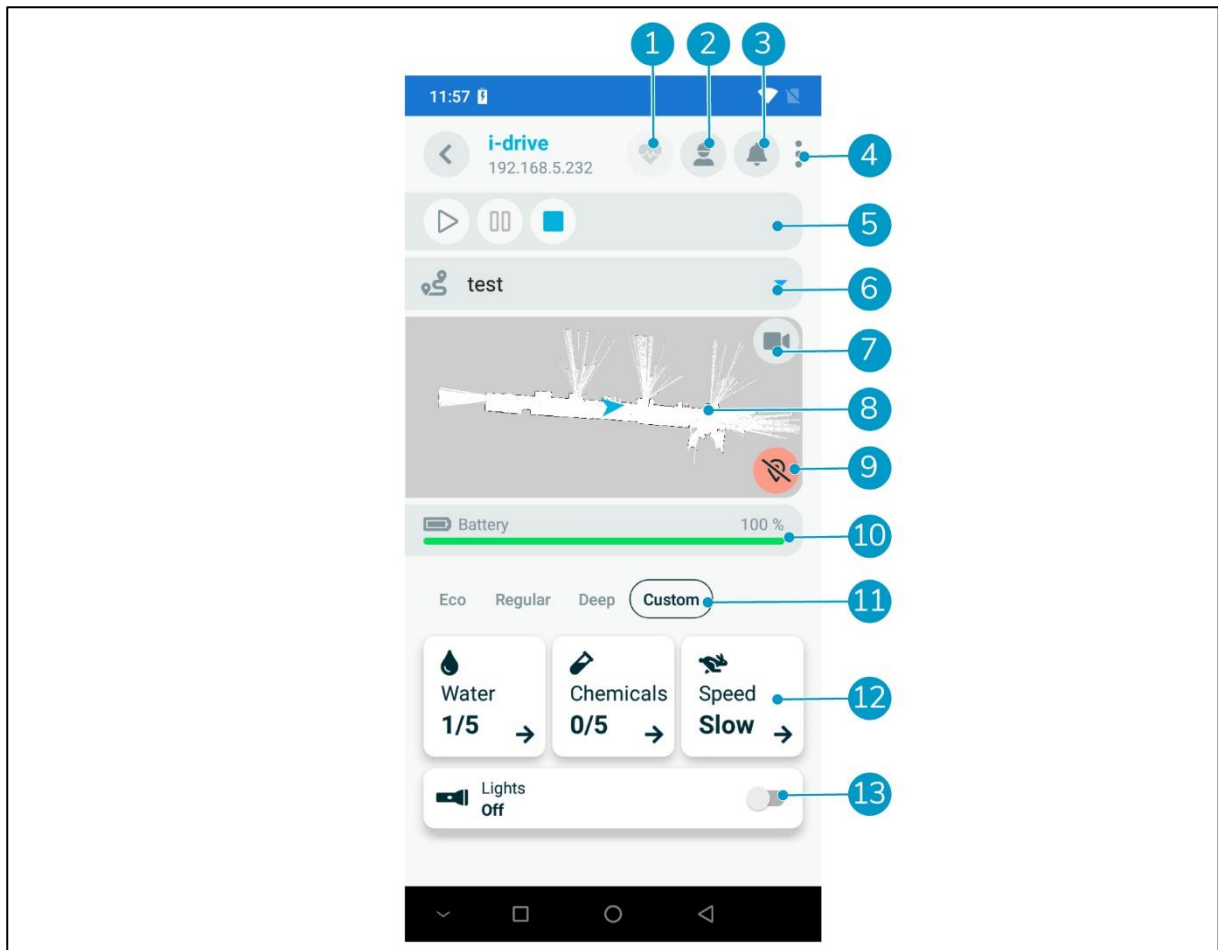 1 2 3
11:57
i-drive
192.168.5.232
4
5
test
6
7
8
9
Battery 100 %
10
Eco Regular Deep Custom
11
Water Chemicals Speed
1/5 0/5 Slow
12
Lights
Off
13